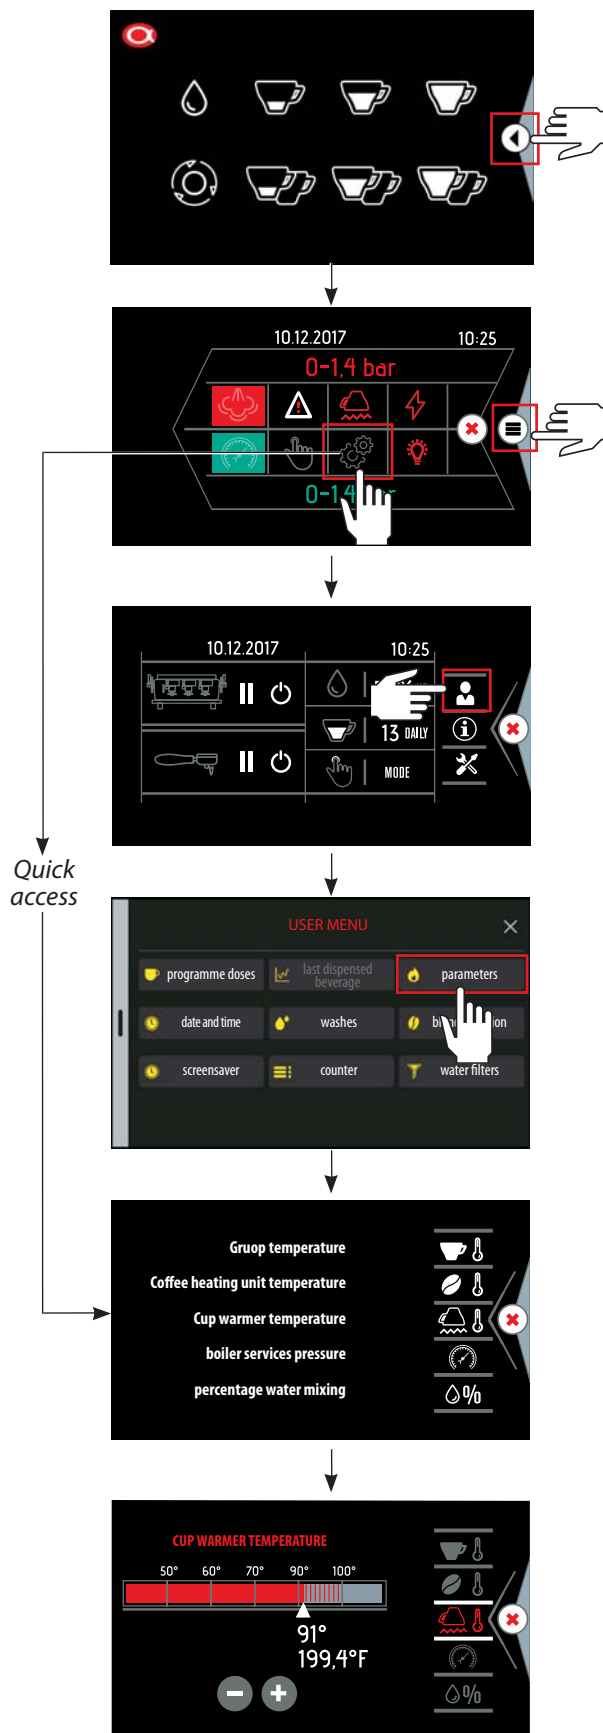 10.12.2017 10:25
0-1,4 bar
10.12.2017 10:25
13 DAILY
MODE
Quick
access
USER MENU
programme doses
last dispensed
beverage
parameters
date and time
washes
screensaver
counter
water filters
Gruop temperature
Coffee heating unit temperature
Cup warmer temperature
boiler services pressure
percentage water mixing
%
CUP WARMER TEMPERATURE
50° 60° 70° 90° 100°
91°
199,4°F
%